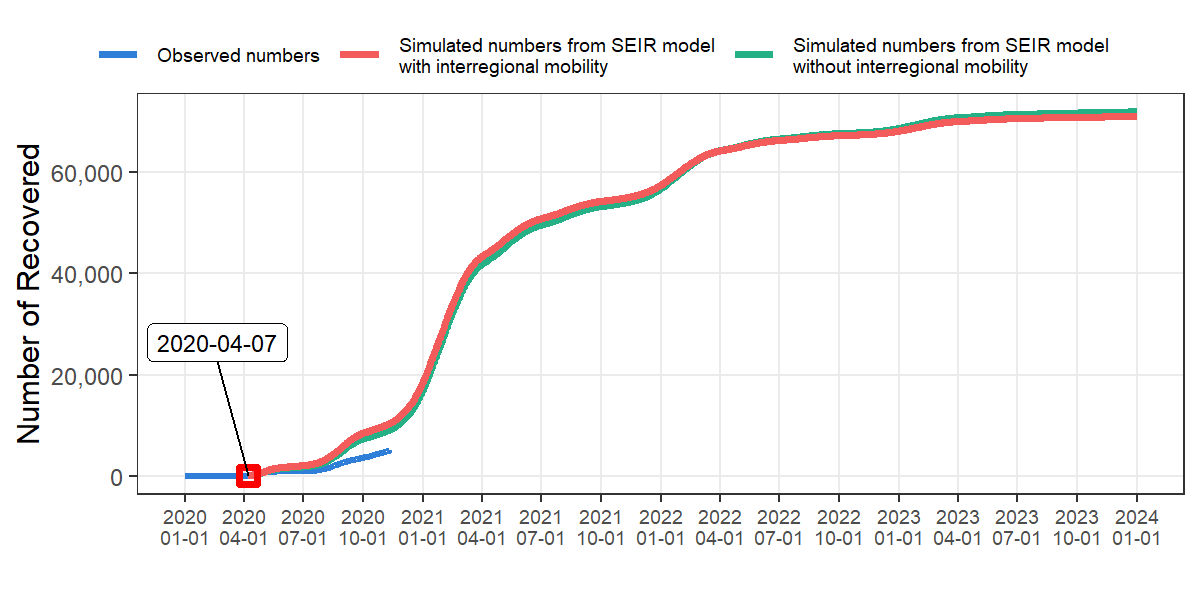 Observed numbers
Simulated numbers from SEIR model
with interregional mobility
Simulated numbers from SEIR model
without interregional mobility
Number of Recovered
60,000
40,000
20,000
0
2020-04-07
2020 2020 2020 2020 2021 2021 2021 2021 2022 2022 2022 2022 2023 2023 2023 2023 2024
01-01 04-01 07-01 10-01 01-01 04-01 07-01 10-01 01-01 04-01 07-01 10-01 01-01 04-01 07-01 10-01 01-01